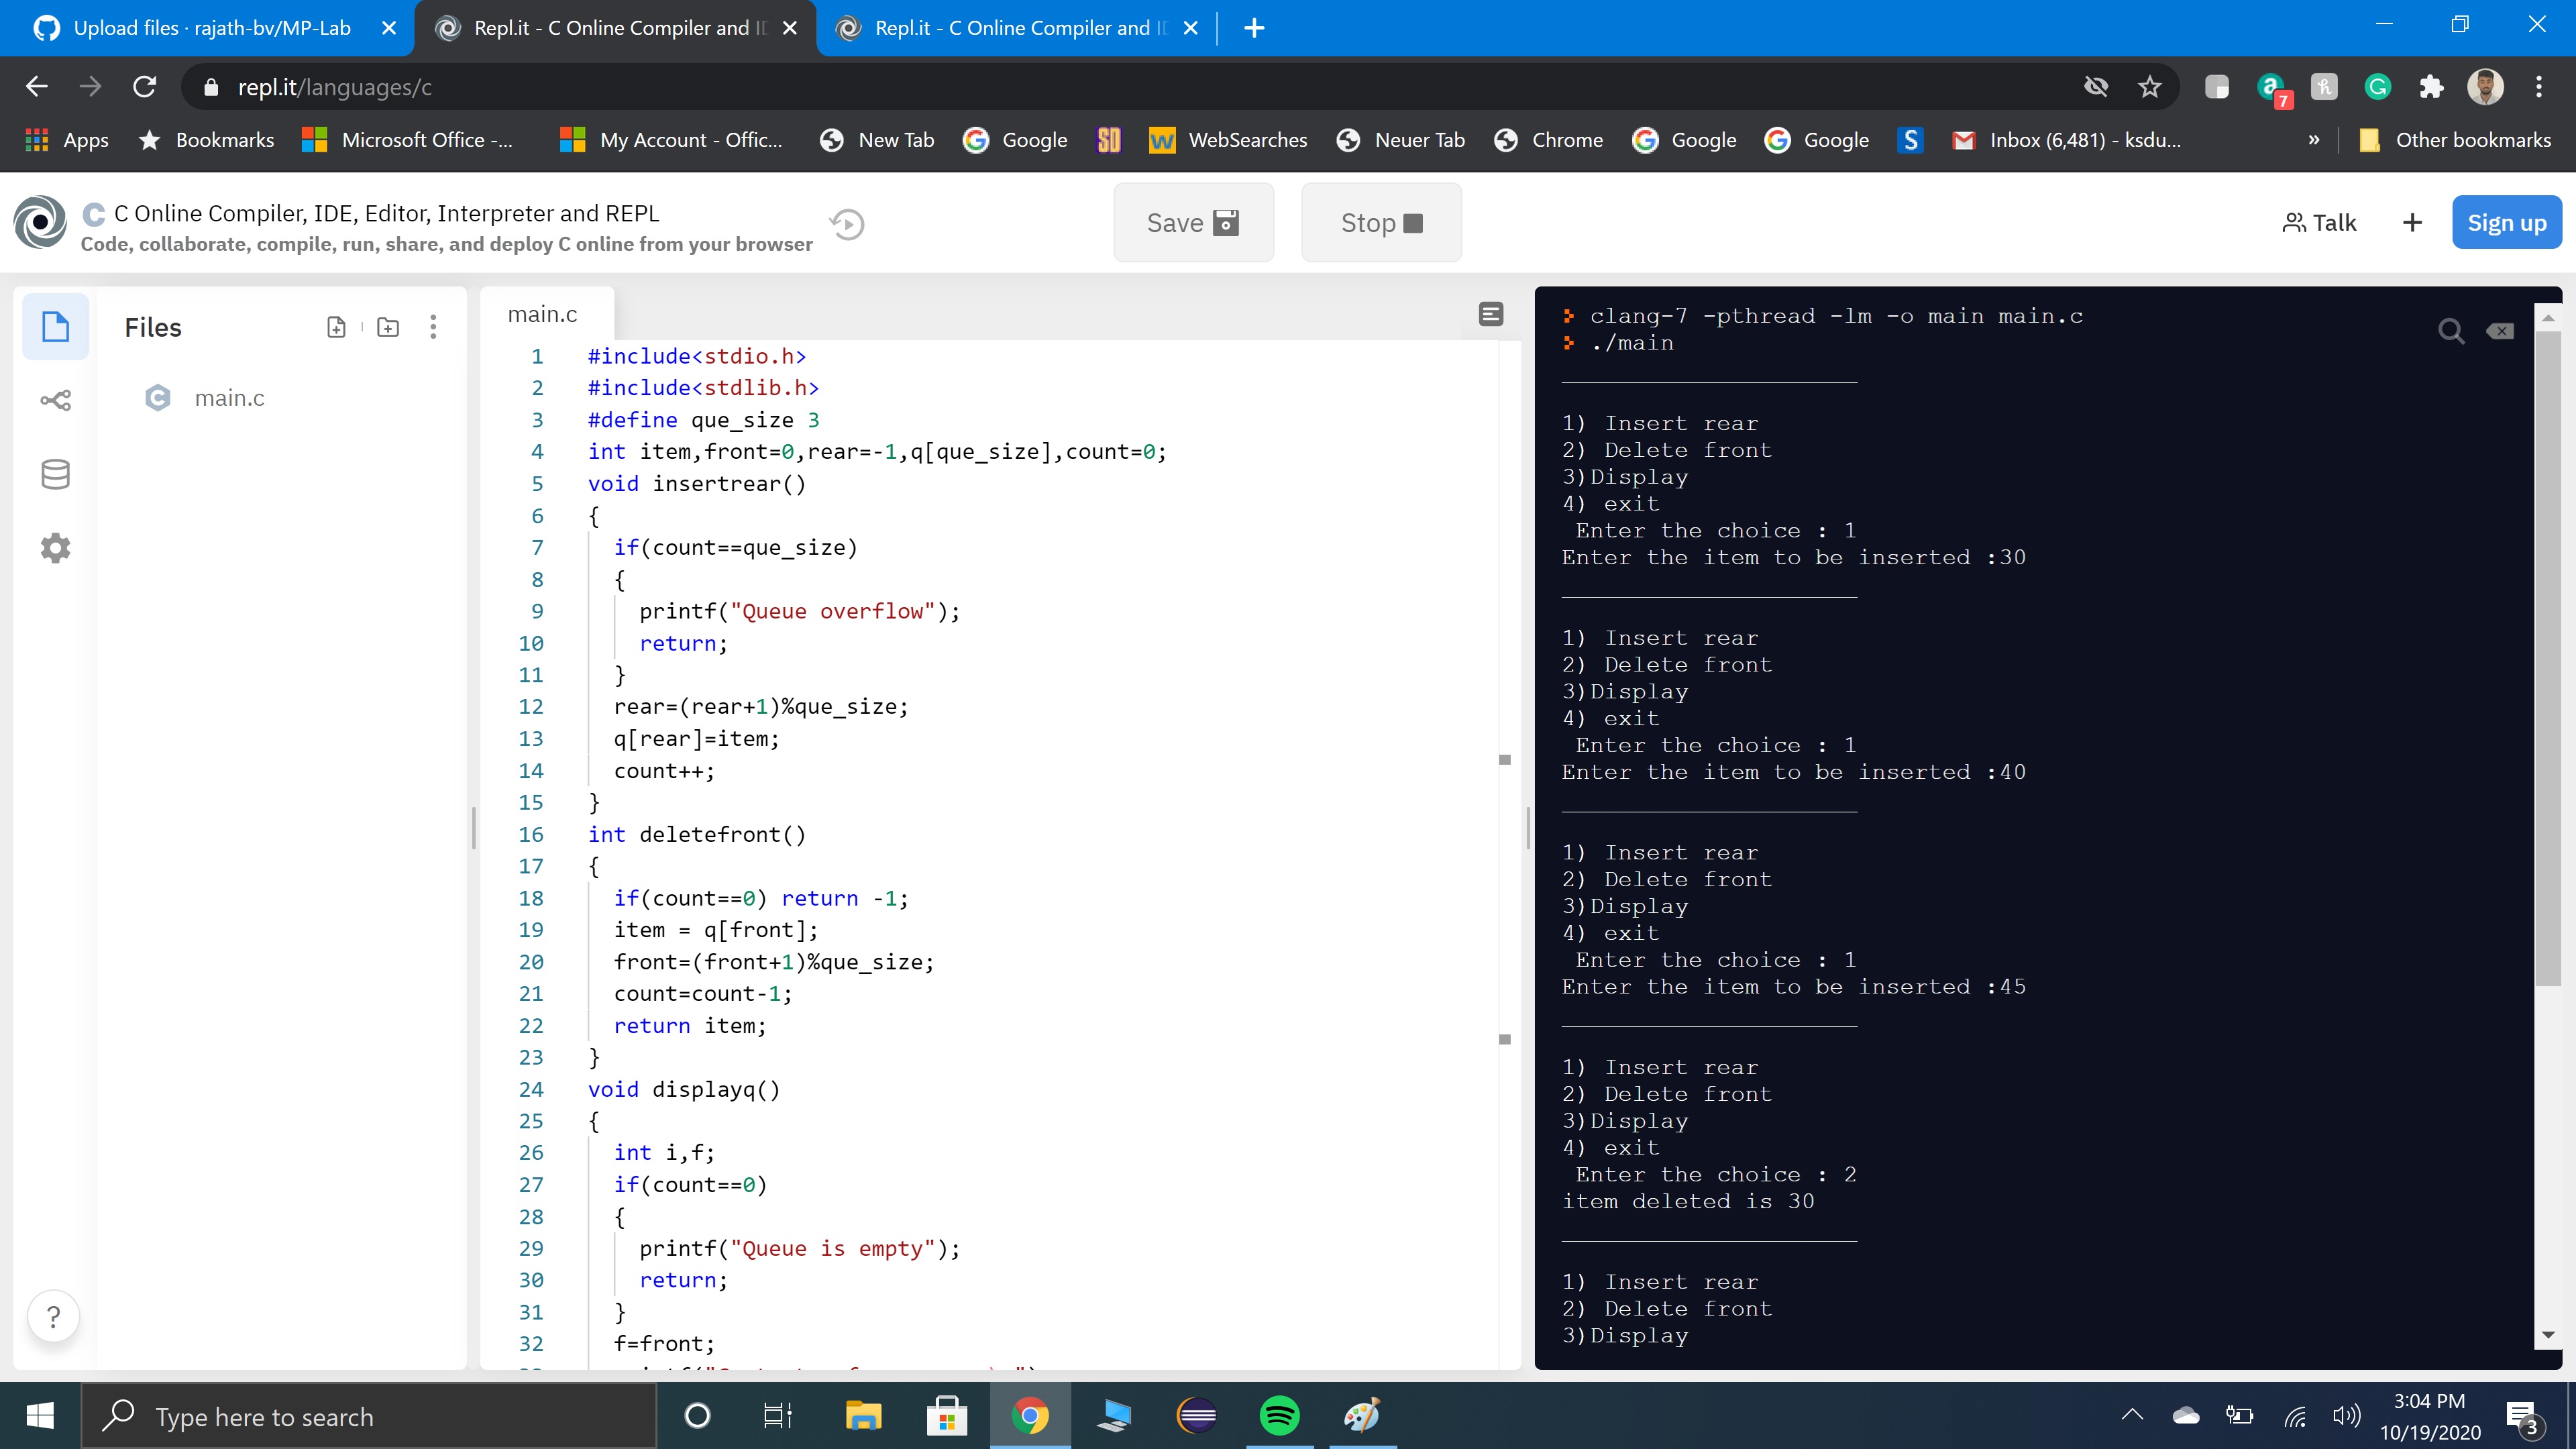 Upload files · rajath-bv/MP-Lab
Repl.it - C Online Compiler and I
Repl.it - C Online Compiler and I
repl.it/languages/c
7
Apps
Bookmarks
Microsoft Office -...
My Account - Offic...
New Tab
Google
SD
WebSearches
Neuer Tab
Chrome
Google
Google
S
Inbox (6,481) - ksdu...
»
Other bookmarks
C Online Compiler, IDE, Editor, Interpreter and REPL
Code, collaborate, compile, run, share, and deploy C online from your browser
Save
Stop
Talk
+
Sign up
Files
main.c
main.c
1 #include<stdio.h>
2 #include<stdlib.h>
3 #define que_size 3
4 int item,front=0,rear=-1,q[que_size],count=0;
5 void insertrear()
6 {
7 if(count==que_size)
8 {
9 printf("Queue overflow");
10 return;
11 }
12 rear=(rear+1)%que_size;
13 q[rear]=item;
14 count++;
15 }
16 int deletefront()
17 {
18 if(count==0) return -1;
19 item = q[front];
20 front=(front+1)%que_size;
21 count=count-1;
22 return item;
23 }
24 void displayq()
25 {
26 int i,f;
27 if(count==0)
28 {
29 printf("Queue is empty");
30 return;
31 }
32 f=front;
clang-7 -pthread -lm -o main main.c
./main
____________________
1) Insert rear
2) Delete front
3)Display
4) exit
Enter the choice : 1
Enter the item to be inserted :30
____________________
1) Insert rear
2) Delete front
3)Display
4) exit
Enter the choice : 1
Enter the item to be inserted :40
____________________
1) Insert rear
2) Delete front
3)Display
4) exit
Enter the choice : 1
Enter the item to be inserted :45
____________________
1) Insert rear
2) Delete front
3)Display
4) exit
Enter the choice : 2
item deleted is 30
____________________
1) Insert rear
2) Delete front
3)Display
?
Type here to search
3:04 PM
10/19/2020
3